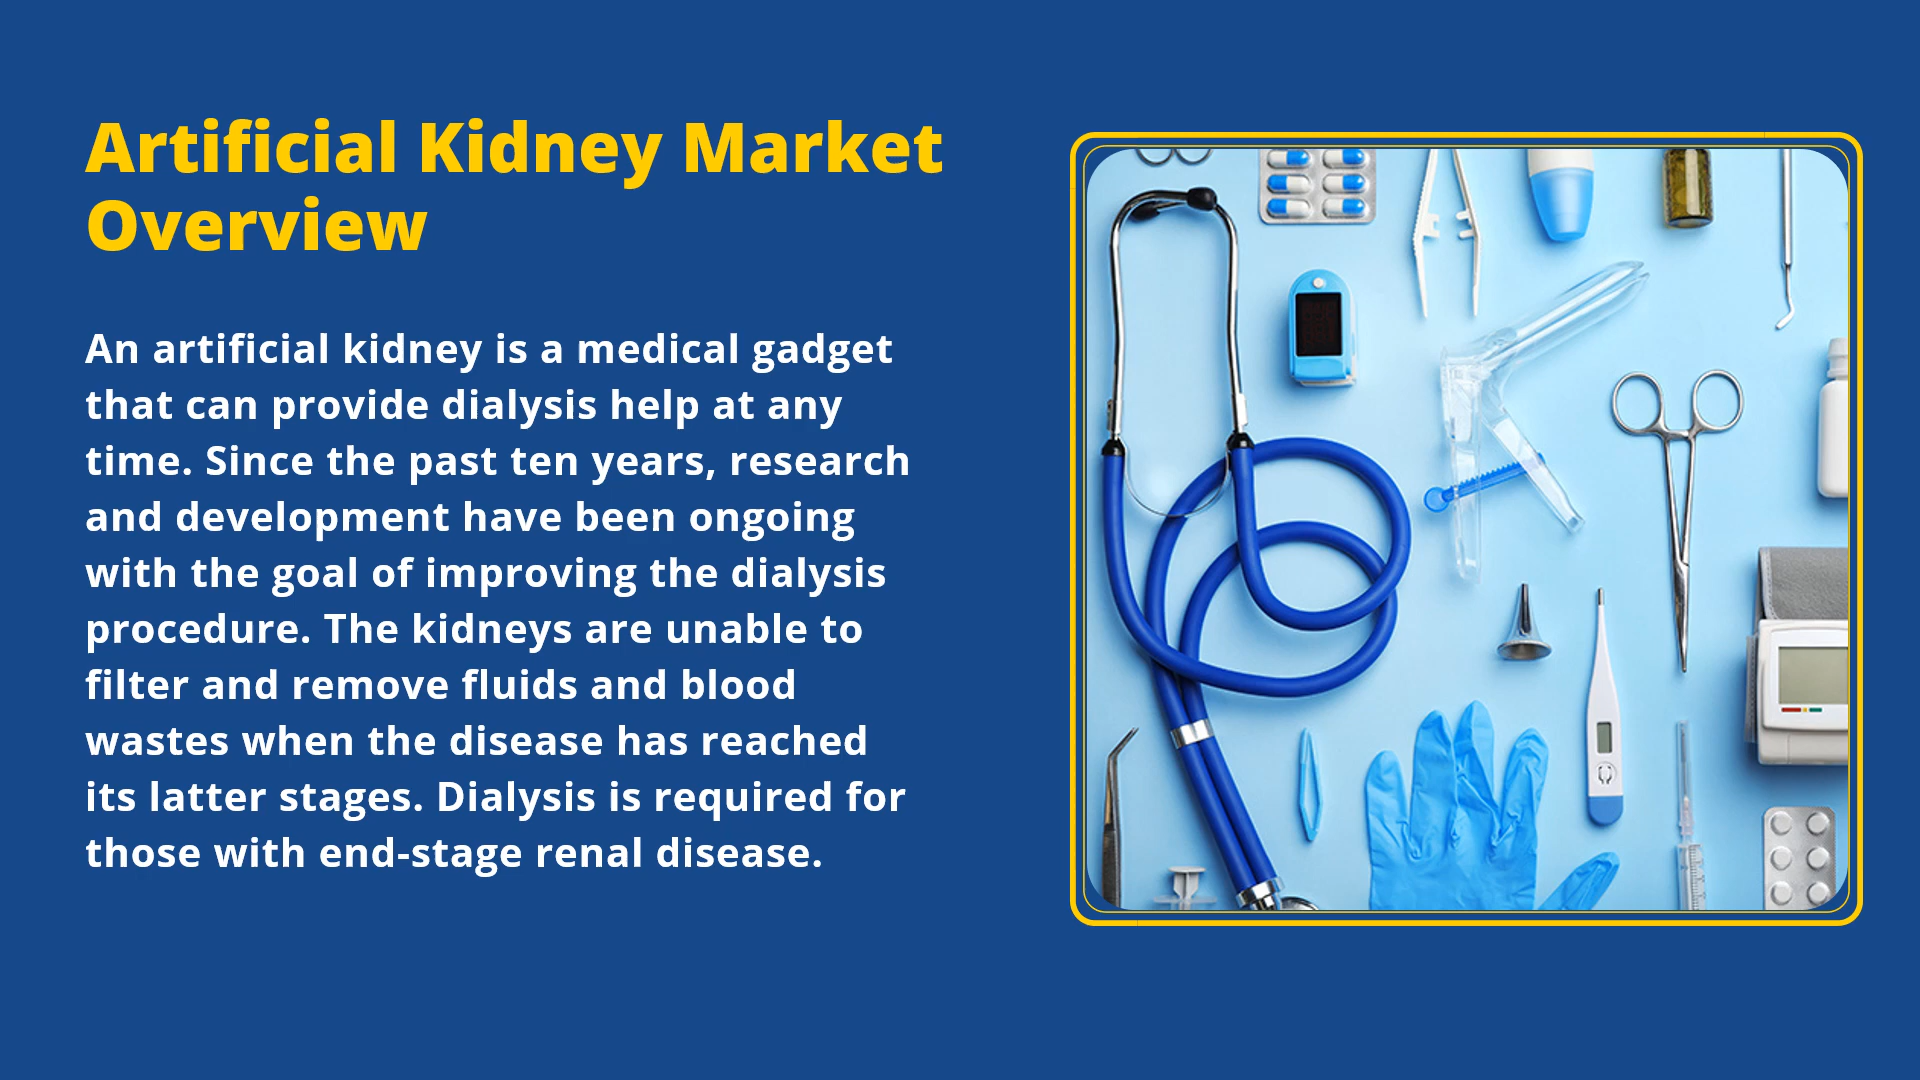 Artificial Kidney Market
Overview
An artificial kidney is a medical gadget
that can provide dialysis help at any
time. Since the past ten years, research
and development have been ongoing
with the goal of improving the dialysis
procedure. The kidneys are unable to
filter and remove fluids and blood
wastes when the disease has reached
its latter stages. Dialysis is required for
those with end-stage renal disease.